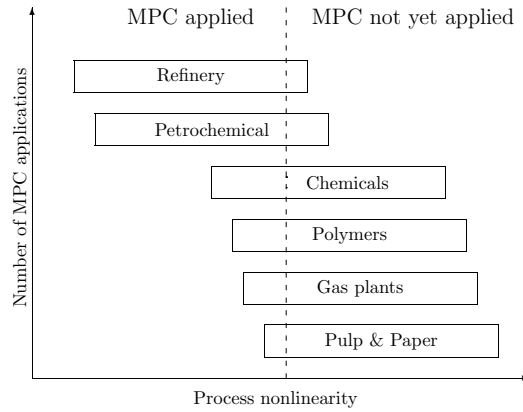 MPC applied
MPC not yet applied
Refinery
Petrochemical
Chemicals
Polymers
Gas plants
Pulp & Paper
Number of MPC applications
Process nonlinearity